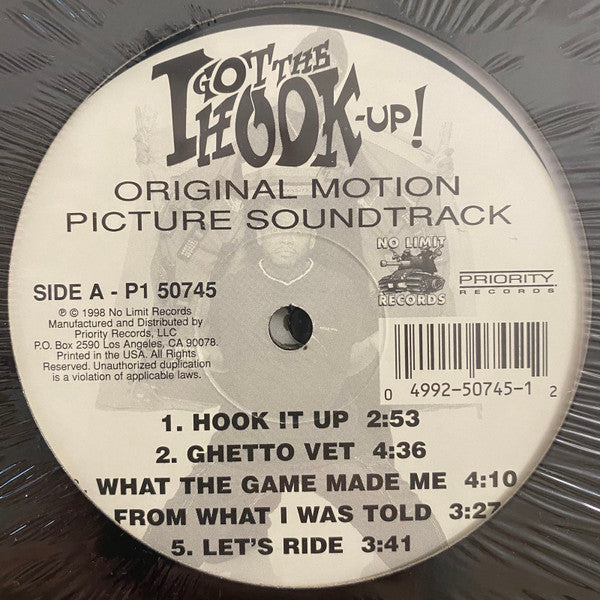 I GOT THE
HOOK-UP!
ORIGINAL MOTION
PICTURE SOUNDTRACK
NO LIMIT
RECORDS
PRIORITY
RECORDS
SIDE A - P1 50745
℗ © 1998 No Limit Records
Manufactured and Distributed by
Priority Records, LLC
P.O. Box 2590 Los Angeles, CA 90078.
Printed in the USA. All Rights
Reserved. Unauthorized duplication
is a violation of applicable laws.
0 4992-50745-1 2
1. HOOK IT UP 2:53
2. GHETTO VET 4:36
. WHAT THE GAME MADE ME 4:10
FROM WHAT I WAS TOLD 3:27
5. LET'S RIDE 3:41